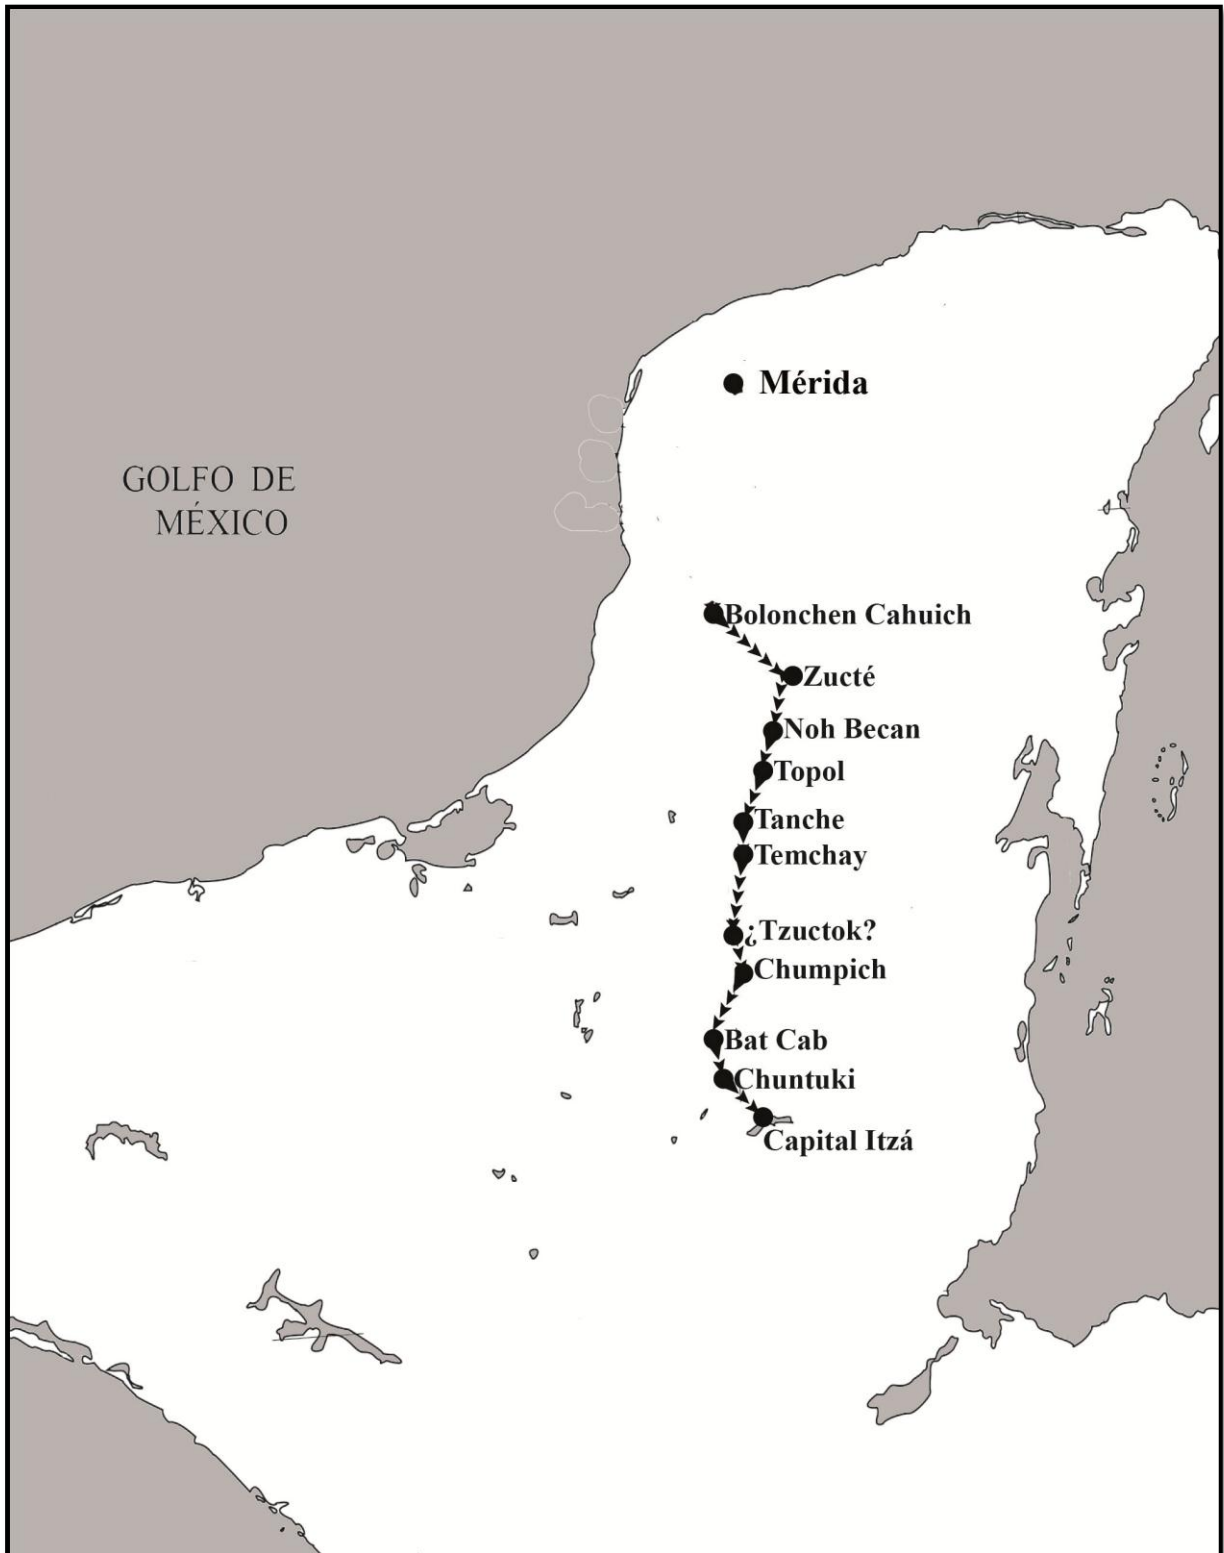 Mérida
GOLFO DE
MÉXICO
Bolonchen Cahuich
Zucté
Noh Becan
Topol
Tanche
Temchay
¿Tzuctok?
Chumpich
Bat Cab
Chuntuki
Capital Itzá